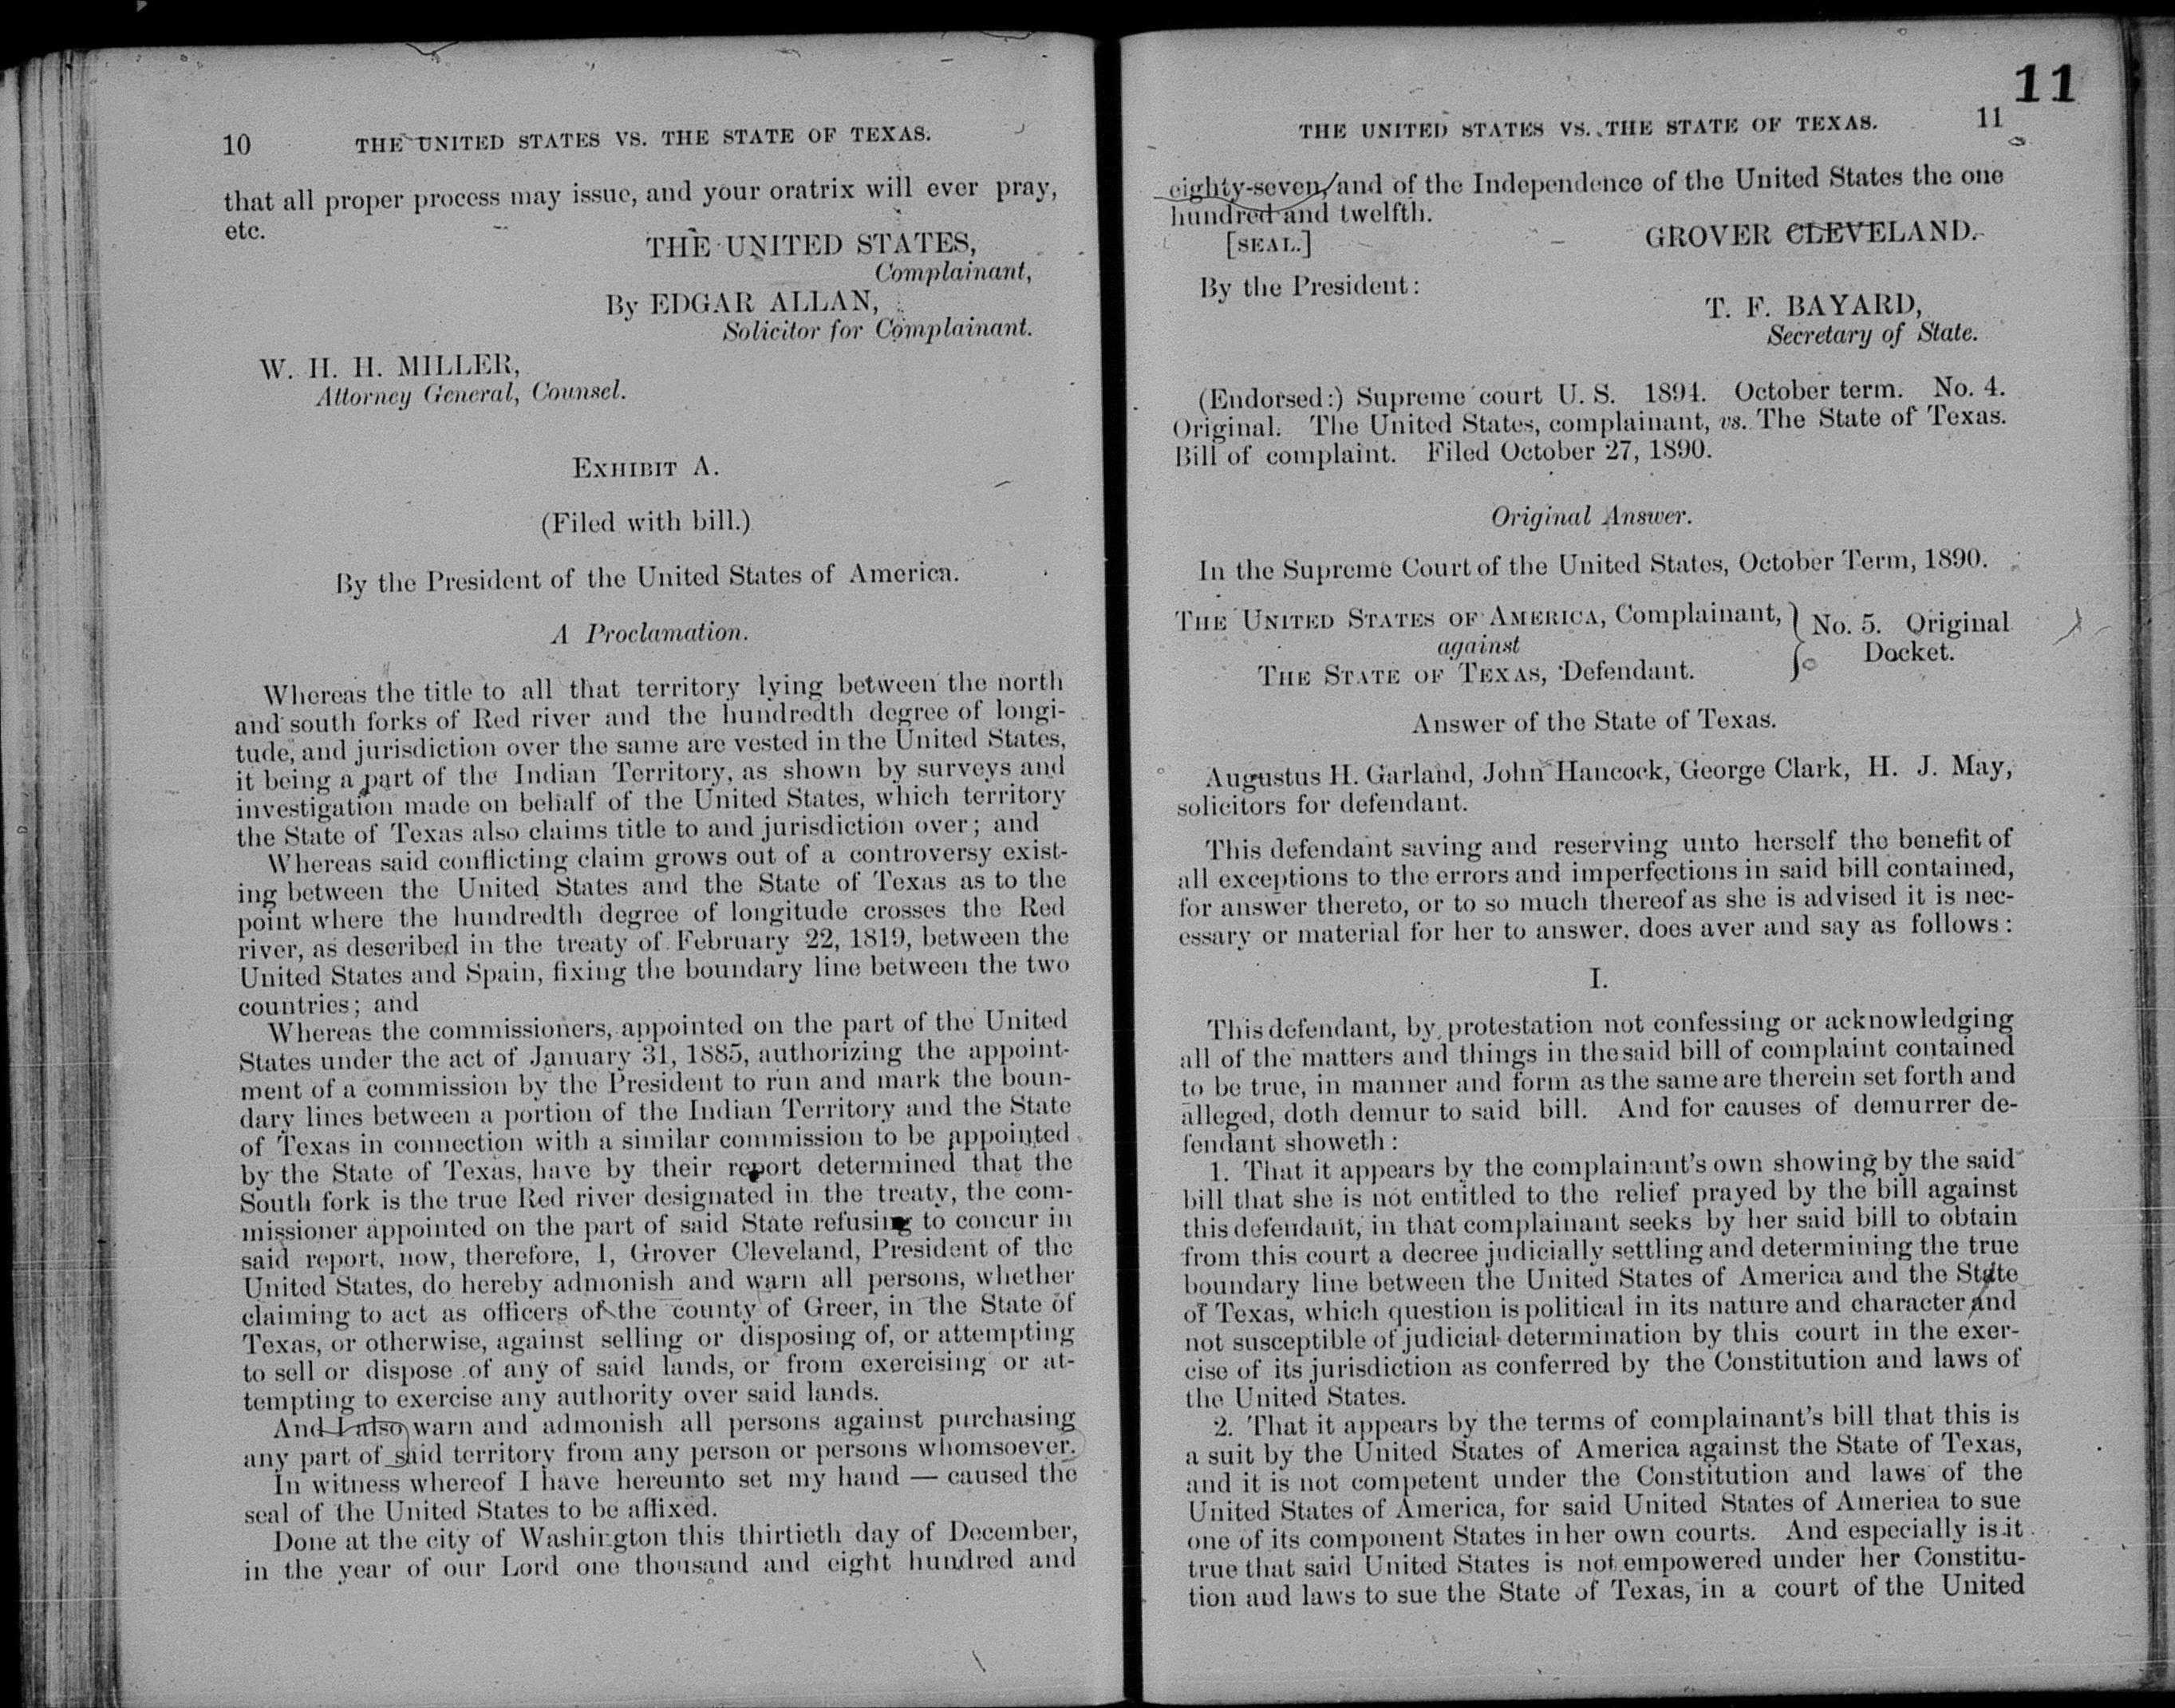 10 THE UNITED STATES VS. THE STATE OF TEXAS.
that all proper process may issue, and your oratrix will ever pray,
etc.
THE UNITED STATES,
Complainant,
By EDGAR ALLAN,
Solicitor for Complainant.
W. H. H. MILLER,
Attorney General, Counsel.
EXHIBIT A.
(Filed with bill.)
By the President of the United States of America.
A Proclamation.
Whereas the title to all that territory lying between the north
and south forks of Red river and the hundredth degree of longi-
tude, and jurisdiction over the same are vested in the United States,
it being a part of the Indian Territory, as shown by surveys and
investigation made on behalf of the United States, which territory
the State of Texas also claims title to and jurisdiction over; and
Whereas said conflicting claim grows out of a controversy exist-
ing between the United States and the State of Texas as to the
point where the hundredth degree of longitude crosses the Red
river, as described in the treaty of February 22, 1819, between the
United States and Spain, fixing the boundary line between the two
countries; and
Whereas the commissioners, appointed on the part of the United
States under the act of January 31, 1885, authorizing the appoint-
ment of a commission by the President to run and mark the boun-
dary lines between a portion of the Indian Territory and the State
of Texas in connection with a similar commission to be appointed
by the State of Texas, have by their report determined that the
South fork is the true Red river designated in the treaty, the com-
missioner appointed on the part of said State refusing to concur in
said report, now, therefore, I, Grover Cleveland, President of the
United States, do hereby admonish and warn all persons, whether
claiming to act as officers of the county of Greer, in the State of
Texas, or otherwise, against selling or disposing of, or attempting
to sell or dispose of any of said lands, or from exercising or at-
tempting to exercise any authority over said lands.
And I also warn and admonish all persons against purchasing
any part of said territory from any person or persons whomsoever.
In witness whereof I have hereunto set my hand — caused the
seal of the United States to be affixed.
Done at the city of Washington this thirtieth day of December,
in the year of our Lord one thousand and eight hundred and
11
THE UNITED STATES VS. THE STATE OF TEXAS. 11
eighty-seven, and of the Independence of the United States the one
hundred and twelfth.
[SEAL.] GROVER CLEVELAND.
By the President:
T. F. BAYARD,
Secretary of State.
(Endorsed:) Supreme court U. S. 1894. October term. No. 4.
Original. The United States, complainant, vs. The State of Texas.
Bill of complaint. Filed October 27, 1890.
Original Answer.
In the Supreme Court of the United States, October Term, 1890.
THE UNITED STATES OF AMERICA, Complainant,
against
THE STATE OF TEXAS, Defendant.
No. 5. Original
Docket.
Answer of the State of Texas.
Augustus H. Garland, John Hancock, George Clark, H. J. May,
solicitors for defendant.
This defendant saving and reserving unto herself the benefit of
all exceptions to the errors and imperfections in said bill contained,
for answer thereto, or to so much thereof as she is advised it is nec-
essary or material for her to answer, does aver and say as follows:
I.
This defendant, by protestation not confessing or acknowledging
all of the matters and things in the said bill of complaint contained
to be true, in manner and form as the same are therein set forth and
alleged, doth demur to said bill. And for causes of demurrer de-
fendant showeth:
1. That it appears by the complainant's own showing by the said
bill that she is not entitled to the relief prayed by the bill against
this defendant, in that complainant seeks by her said bill to obtain
from this court a decree judicially settling and determining the true
boundary line between the United States of America and the State
of Texas, which question is political in its nature and character and
not susceptible of judicial determination by this court in the exer-
cise of its jurisdiction as conferred by the Constitution and laws of
the United States.
2. That it appears by the terms of complainant's bill that this is
a suit by the United States of America against the State of Texas,
and it is not competent under the Constitution and laws of the
United States of America, for said United States of America to sue
one of its component States in her own courts. And especially is it
true that said United States is not empowered under her Constitu-
tion and laws to sue the State of Texas, in a court of the United